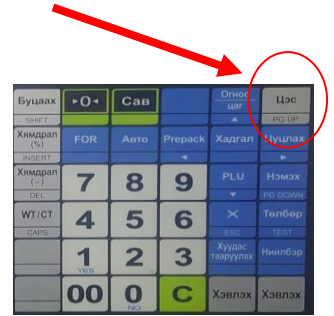 Буцаах ►0◄ Сав Огноо цаг Цэс
SHIFT ▲ PG UP
Хямдрал (%) FOR Авто Prepack Хадгал Цуцлах
INSERT ◄ ►
Хямдрал (−) 7 8 9 PLU Нэмэх
DEL ▼ PG DOWN
WT/CT 4 5 6 × Төлбөр
CAPS ESC TEST
1 2 3 Хуудас тааруулах Нийлбэр
YES
00 0 C Хэвлэх Хэвлэх
NO